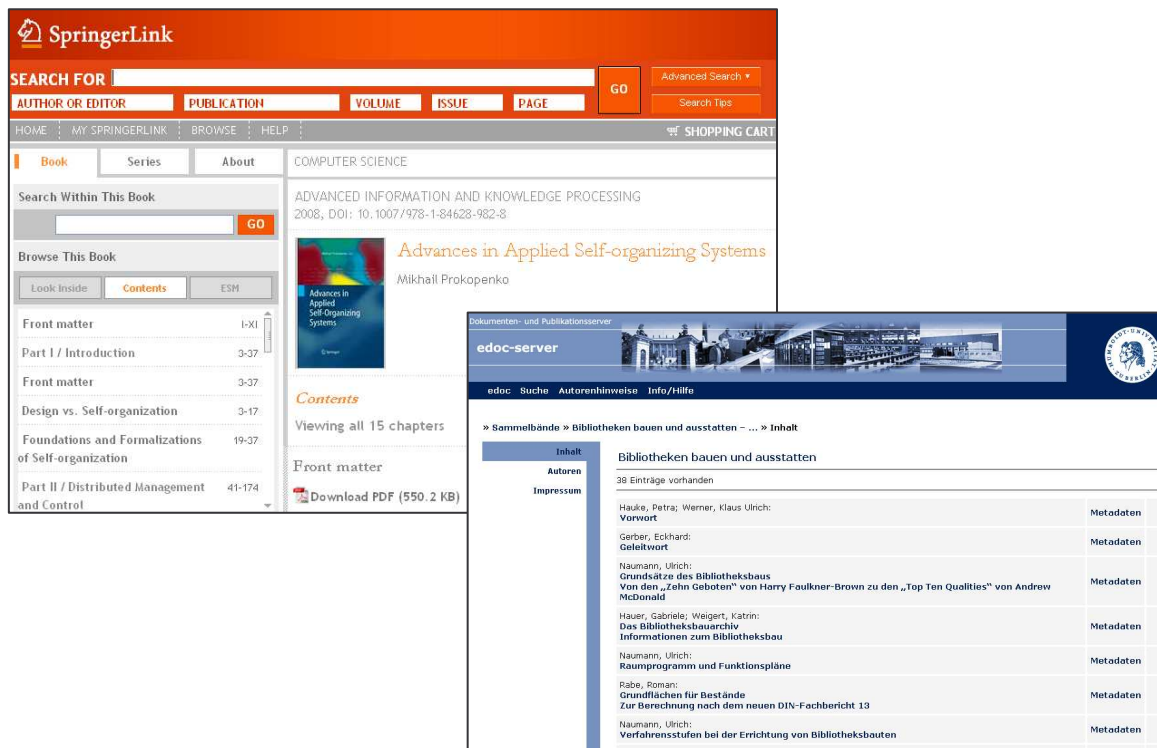 SpringerLink
SEARCH FOR
GO
Advanced Search
AUTHOR OR EDITOR PUBLICATION VOLUME ISSUE PAGE
Search Tips
HOME MY SPRINGERLINK BROWSE HELP
SHOPPING CART
Book Series About
Search Within This Book
GO
Browse This Book
Look Inside Contents ESM
Front matter I-XI
Part I / Introduction 3-37
Front matter 3-37
Design vs. Self-organization 3-17
Foundations and Formalizations 19-37
of Self-organization
Part II / Distributed Management 41-174
and Control
COMPUTER SCIENCE
ADVANCED INFORMATION AND KNOWLEDGE PROCESSING
2008, DOI: 10.1007/978-1-84628-982-8
Advances in
Applied
Self-Organizing
Systems
Springer
Advances in Applied Self-organizing Systems
Mikhail Prokopenko
Contents
Viewing all 15 chapters
Front matter
Download PDF (550.2 KB)
Dokumenten- und Publikationsserver
edoc-server
edoc Suche Autorenhinweise Info/Hilfe
» Sammelbände » Bibliotheken bauen und ausstatten – ... » Inhalt
Inhalt
Autoren
Impressum
Bibliotheken bauen und ausstatten
38 Einträge vorhanden
Hauke, Petra; Werner, Klaus Ulrich:
Vorwort Metadaten
Gerber, Eckhard:
Geleitwort Metadaten
Naumann, Ulrich:
Grundsätze des Bibliotheksbaus
Von den „Zehn Geboten“ von Harry Faulkner-Brown zu den „Top Ten Qualities“ von Andrew
McDonald
Metadaten
Hauer, Gabriele; Weigert, Katrin:
Das Bibliotheksbauarchiv Metadaten
Informationen zum Bibliotheksbau
Naumann, Ulrich:
Raumprogramm und Funktionspläne Metadaten
Rabe, Roman:
Grundflächen für Bestände Metadaten
Zur Berechnung nach dem neuen DIN-Fachbericht 13
Naumann, Ulrich:
Verfahrensstufen bei der Errichtung von Bibliotheksbauten Metadaten